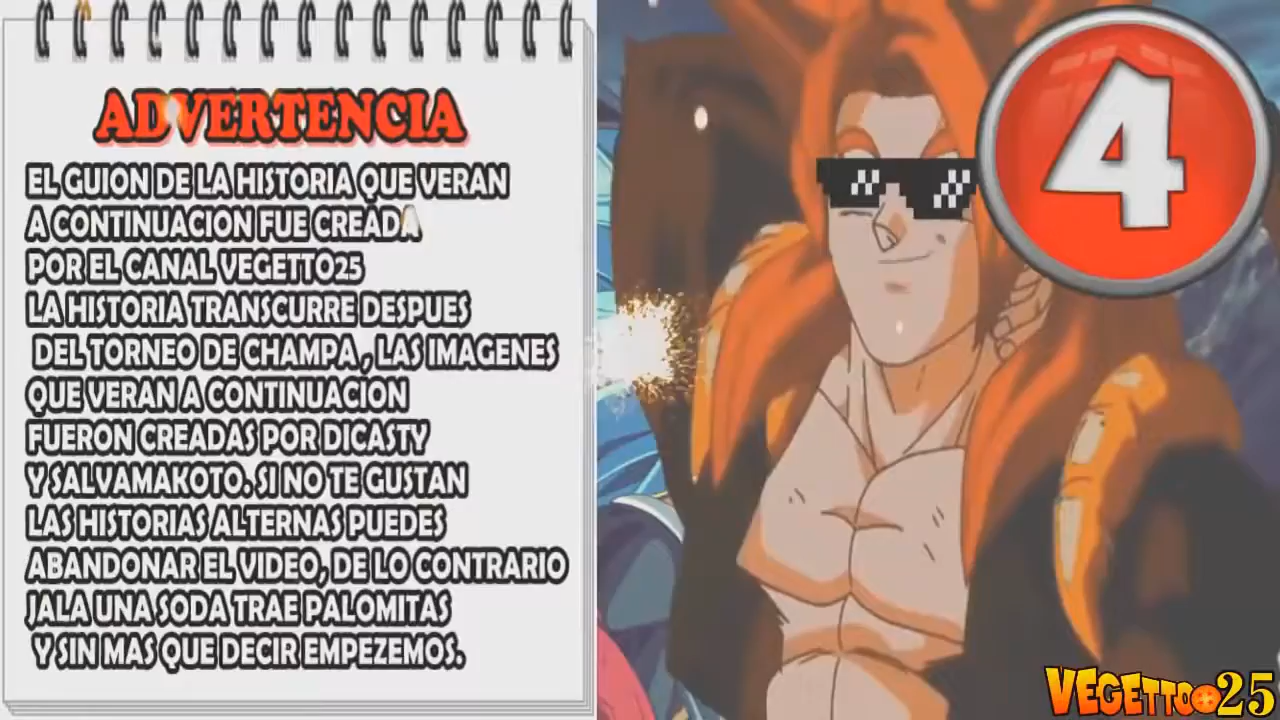 ADVERTENCIA
EL GUION DE LA HISTORIA QUE VERAN
A CONTINUACION FUE CREADA
POR EL CANAL VEGETTO25
LA HISTORIA TRANSCURRE DESPUES
DEL TORNEO DE CHAMPA , LAS IMAGENES
QUE VERAN A CONTINUACION
FUERON CREADAS POR DICASTY
Y SALVAMAKOTO. SI NO TE GUSTAN
LAS HISTORIAS ALTERNAS PUEDES
ABANDONAR EL VIDEO, DE LO CONTRARIO
JALA UNA SODA TRAE PALOMITAS
Y SIN MAS QUE DECIR EMPEZEMOS.
4
VEGETTO25